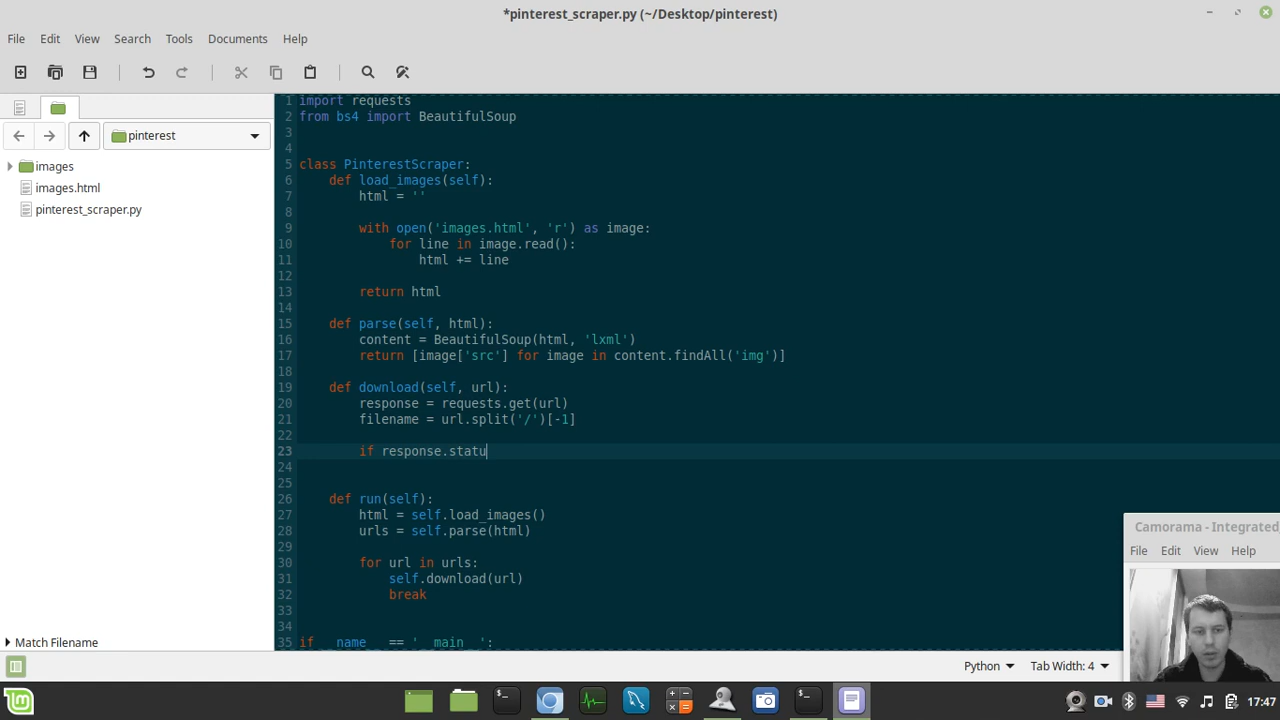 *pinterest_scraper.py (~/Desktop/pinterest)
File Edit View Search Tools Documents Help
pinterest
images
images.html
pinterest_scraper.py
Match Filename
1 import requests
2 from bs4 import BeautifulSoup
3
4
5 class PinterestScraper:
6     def load_images(self):
7         html = ''
8
9         with open('images.html', 'r') as image:
10             for line in image.read():
11                 html += line
12
13         return html
14
15     def parse(self, html):
16         content = BeautifulSoup(html, 'lxml')
17         return [image['src'] for image in content.findAll('img')]
18
19     def download(self, url):
20         response = requests.get(url)
21         filename = url.split('/')[-1]
22
23         if response.statu
24
25
26     def run(self):
27         html = self.load_images()
28         urls = self.parse(html)
29
30         for url in urls:
31             self.download(url)
32             break
33
34
35 if __name__ == '__main__':
Camorama - Integrated
File Edit View Help
Python Tab Width: 4
17:47